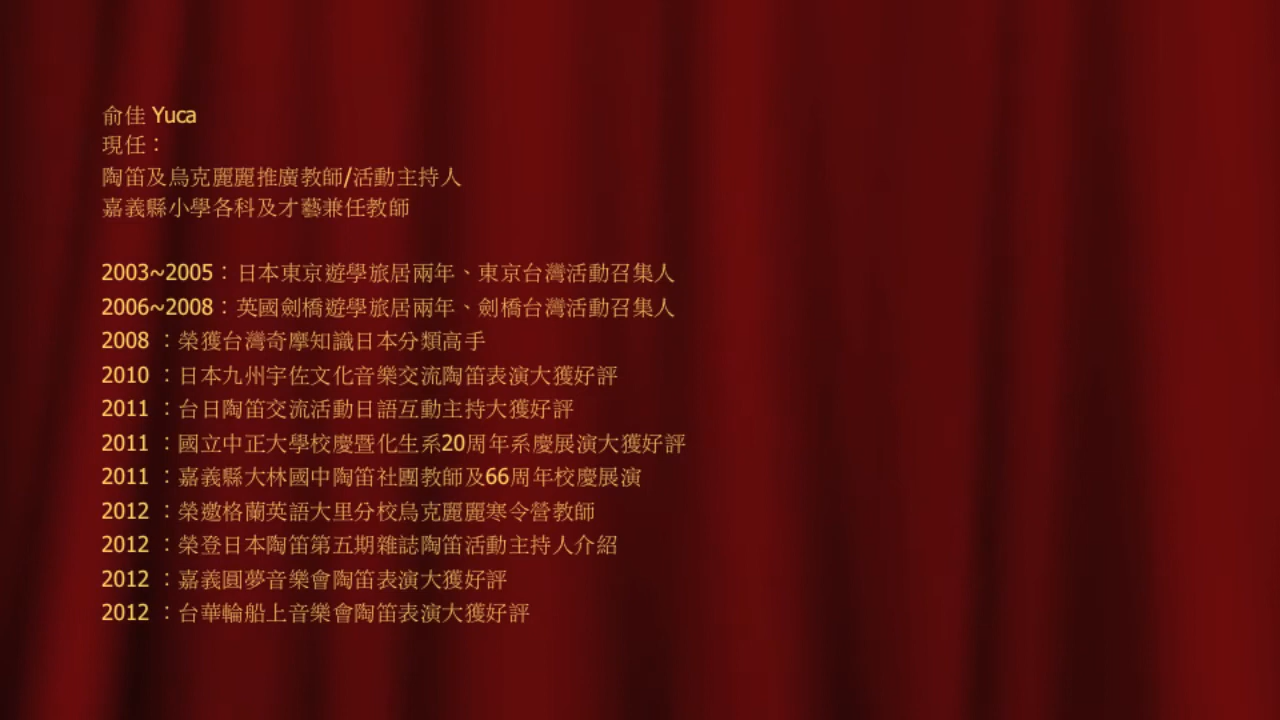 俞佳 Yuca
現任：
陶笛及烏克麗麗推廣教師/活動主持人
嘉義縣小學各科及才藝兼任教師
2003~2005：日本東京遊學旅居兩年、東京台灣活動召集人
2006~2008：英國劍橋遊學旅居兩年、劍橋台灣活動召集人
2008 ：榮獲台灣奇摩知識日本分類高手
2010 ：日本九州宇佐文化音樂交流陶笛表演大獲好評
2011 ：台日陶笛交流活動日語互動主持大獲好評
2011 ：國立中正大學校慶暨化生系20周年系慶展演大獲好評
2011 ：嘉義縣大林國中陶笛社團教師及66周年校慶展演
2012 ：榮邀格蘭英語大里分校烏克麗麗寒令營教師
2012 ：榮登日本陶笛第五期雜誌陶笛活動主持人介紹
2012 ：嘉義圓夢音樂會陶笛表演大獲好評
2012 ：台華輪船上音樂會陶笛表演大獲好評